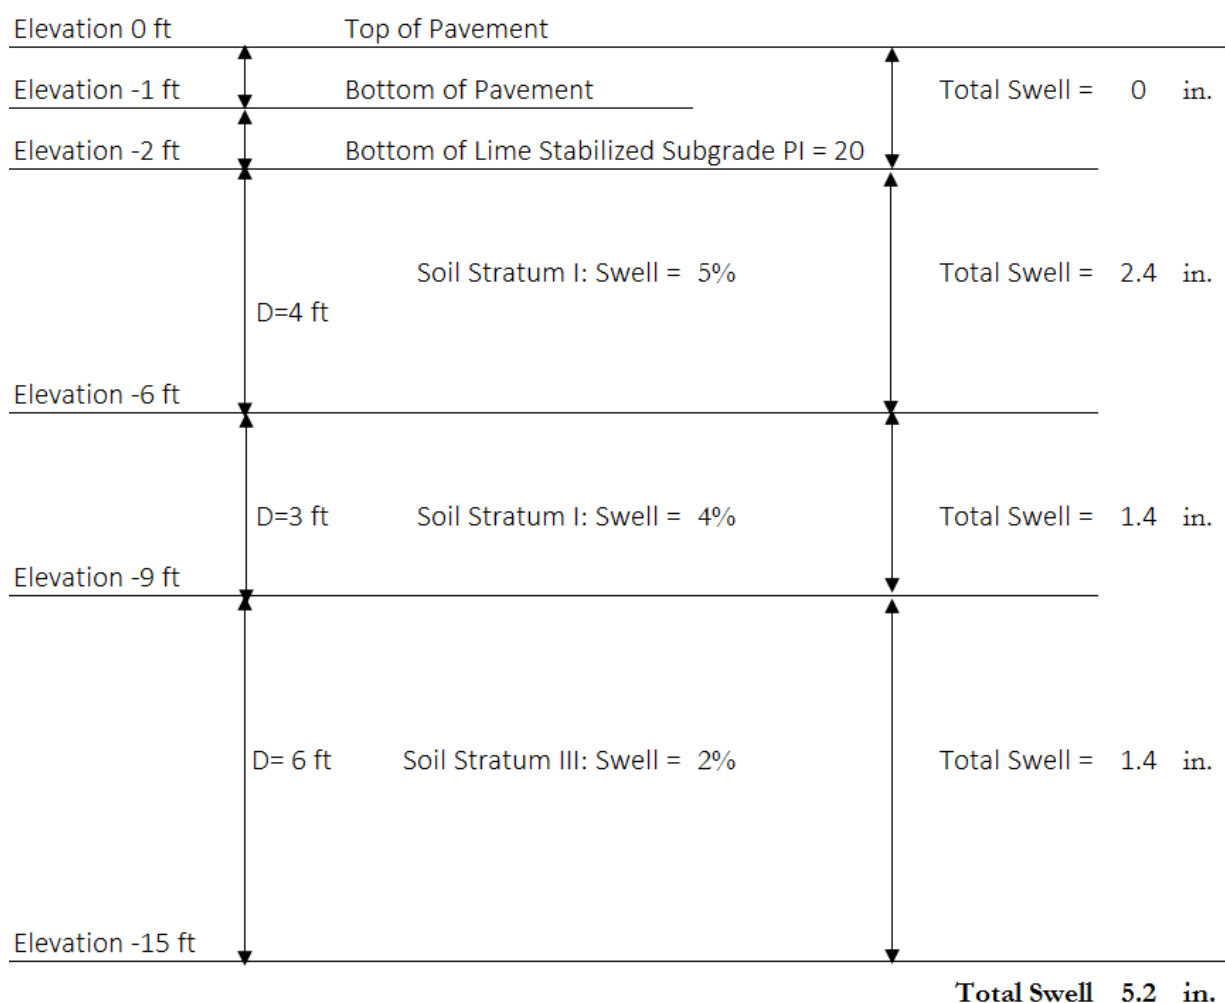 Elevation 0 ft Top of Pavement
Elevation -1 ft Bottom of Pavement Total Swell = 0 in.
Elevation -2 ft Bottom of Lime Stabilized Subgrade PI = 20
Soil Stratum I: Swell = 5% Total Swell = 2.4 in.
D=4 ft
Elevation -6 ft
D=3 ft Soil Stratum I: Swell = 4% Total Swell = 1.4 in.
Elevation -9 ft
D= 6 ft Soil Stratum III: Swell = 2% Total Swell = 1.4 in.
Elevation -15 ft
Total Swell 5.2 in.